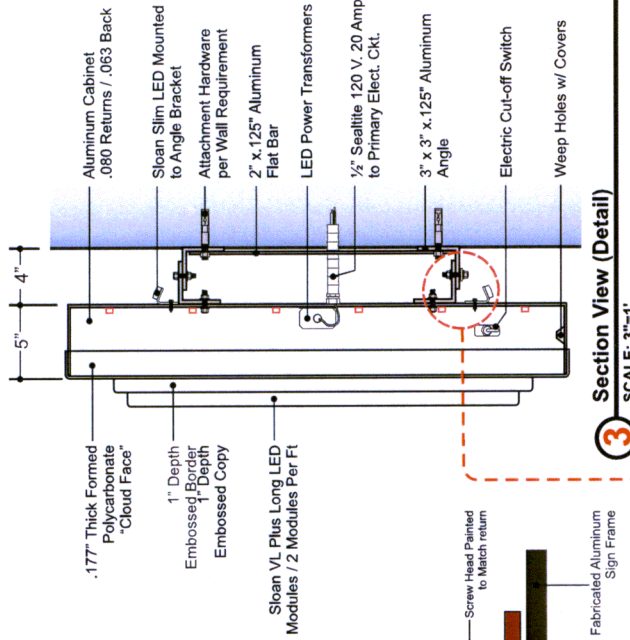 Aluminum Cabinet
.080 Returns / .063 Back
Sloan Slim LED Mounted
to Angle Bracket
Attachment Hardware
per Wall Requirement
2" x.125" Aluminum
Flat Bar
LED Power Transformers
½" Sealtite 120 V. 20 Amp
to Primary Elect. Ckt.
3" x 3" x.125" Aluminum
Angle
Electric Cut-off Switch
Weep Holes w/ Covers
4"
5"
.177" Thick Formed
Polycarbonate
"Cloud Face"
1" Depth
Embossed Border
1" Depth
Embossed Copy
Sloan VL Plus Long LED
Modules / 2 Modules Per Ft
3
Section View (Detail)
SCALE: 3"=1'
Screw Head Painted
to Match return
Fabricated Aluminum
Sign Frame